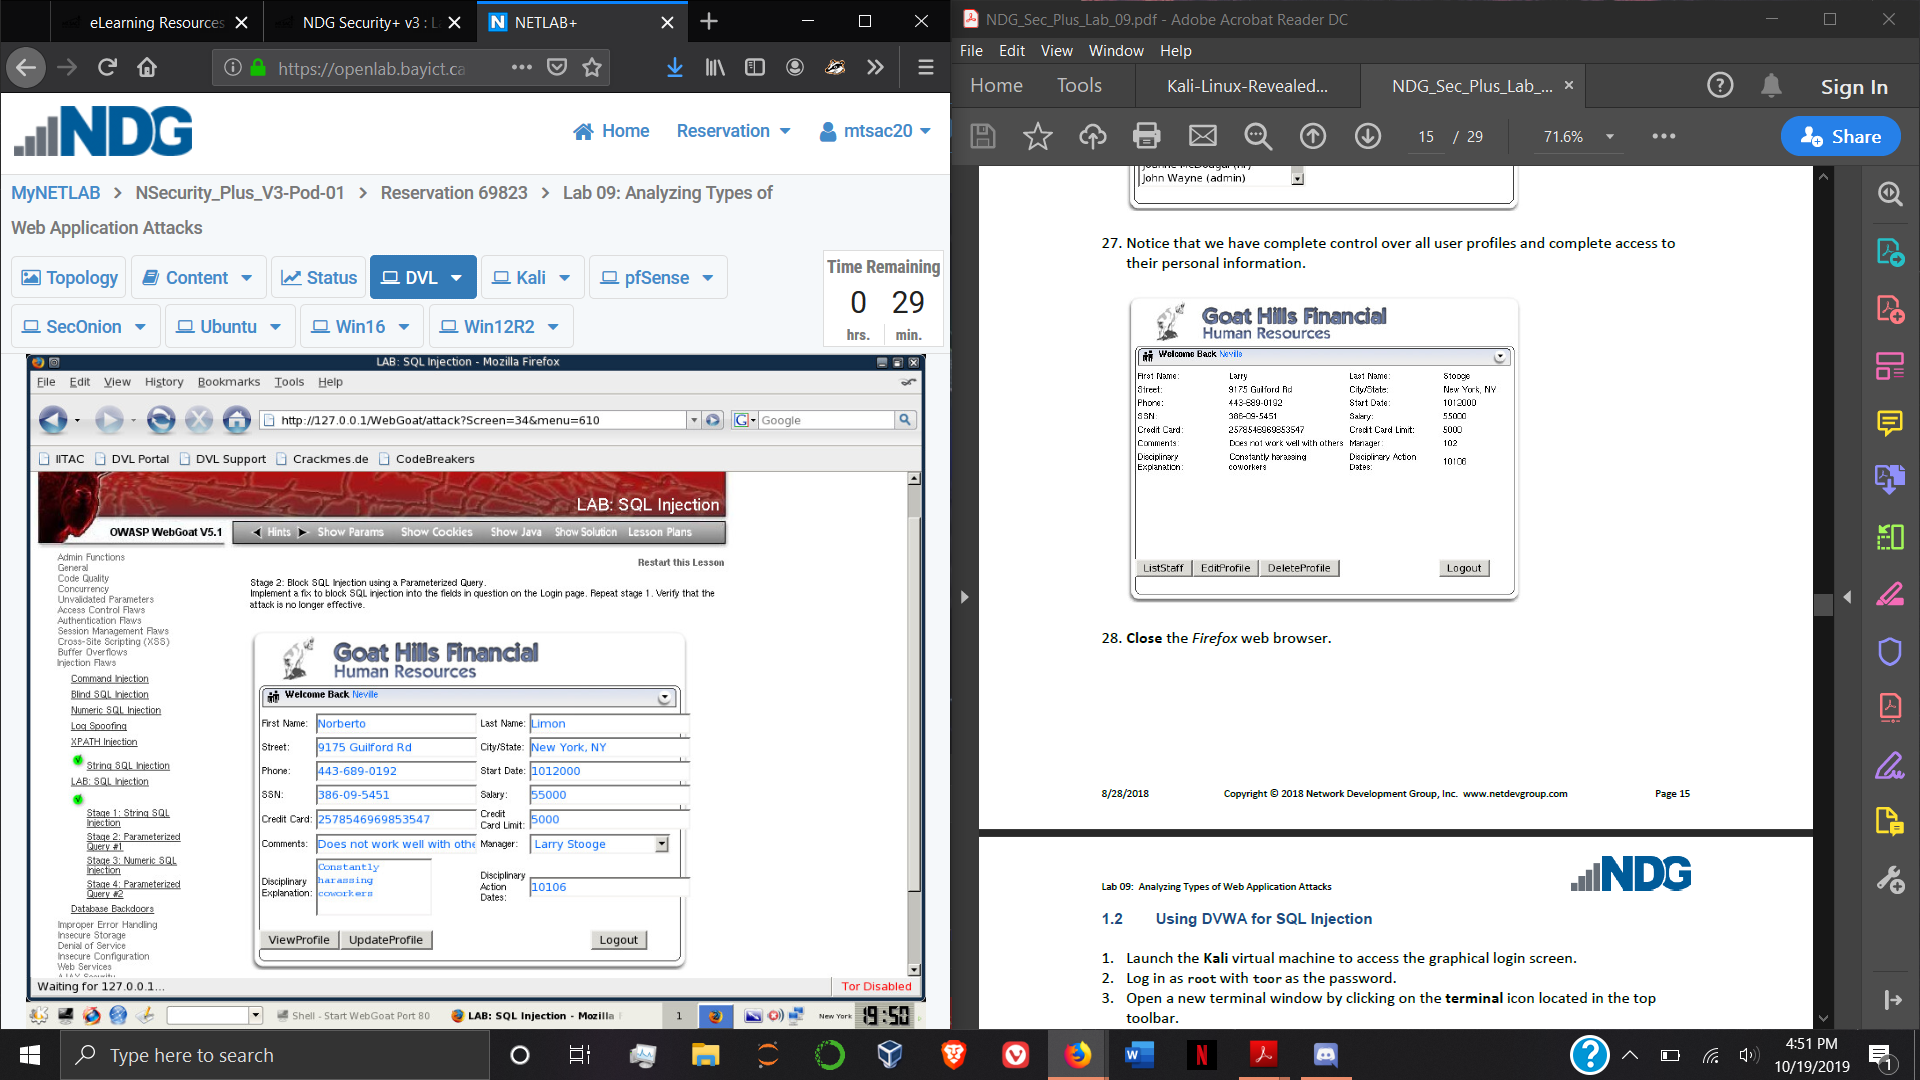 eLearning Resources
NDG Security+ v3 : L
NETLAB+
https://openlab.bayict.ca
NDG
Home
Reservation
mtsac20
MyNETLAB > NSecurity_Plus_V3-Pod-01 > Reservation 69823 > Lab 09: Analyzing Types of
Web Application Attacks
Topology
Content
Status
DVL
Kali
pfSense
SecOnion
Ubuntu
Win16
Win12R2
Time Remaining
0 29
hrs. min.
LAB: SQL Injection - Mozilla Firefox
File Edit View History Bookmarks Tools Help
http://127.0.0.1/WebGoat/attack?Screen=34&menu=610
Google
IITAC DVL Portal DVL Support Crackmes.de CodeBreakers
LAB: SQL Injection
OWASP WebGoat V5.1
Hints Show Params Show Cookies Show Java Show Solution Lesson Plans
Restart this Lesson
Admin Functions
General
Code Quality
Concurrency
Unvalidated Parameters
Access Control Flaws
Authentication Flaws
Session Management Flaws
Cross-Site Scripting (XSS)
Buffer Overflows
Injection Flaws
Command Injection
Blind SQL Injection
Numeric SQL Injection
Log Spoofing
XPATH Injection
String SQL Injection
LAB: SQL Injection
Stage 1: String SQL
Injection
Stage 2: Parameterized
Query #1
Stage 3: Numeric SQL
Injection
Stage 4: Parameterized
Query #2
Database Backdoors
Improper Error Handling
Insecure Storage
Denial of Service
Insecure Configuration
Web Services
AJAX Security
Stage 2: Block SQL Injection using a Parameterized Query.
Implement a fix to block SQL injection into the fields in question on the Login page. Repeat stage 1. Verify that the
attack is no longer effective.
Goat Hills Financial
Human Resources
Welcome Back Neville
First Name: Norberto Last Name: Limon
Street: 9175 Guilford Rd City/State: New York, NY
Phone: 443-689-0192 Start Date: 1012000
SSN: 386-09-5451 Salary: 55000
Credit Card: 2578546969853547 Credit Card Limit: 5000
Comments: Does not work well with othe Manager: Larry Stooge
Disciplinary Explanation: Constantly harassing coworkers Disciplinary Action Dates: 10106
ViewProfile UpdateProfile Logout
Waiting for 127.0.0.1...
Tor Disabled
Shell - Start WebGoat Port 80
LAB: SQL Injection - Mozilla
1
New York
19:50
NDG_Sec_Plus_Lab_09.pdf - Adobe Acrobat Reader DC
File Edit View Window Help
Home Tools
Kali-Linux-Revealed...
NDG_Sec_Plus_Lab_...
Sign In
15 / 29
71.6%
Share
John Wayne (admin)
27. Notice that we have complete control over all user profiles and complete access to
their personal information.
Goat Hills Financial
Human Resources
Welcome Back Neville
First Name: Larry Last Name: Stooge
Street: 9175 Guilford Rd City/State: New York, NY
Phone: 443-689-0192 Start Date: 1012000
SSN: 386-09-5451 Salary: 55000
Credit Card: 2578546969853547 Credit Card Limit: 5000
Comments: Does not work well with others Manager: 102
Disciplinary Explanation: Constantly harassing coworkers Disciplinary Action Dates: 10106
ListStaff EditProfile DeleteProfile Logout
28. Close the Firefox web browser.
8/28/2018 Copyright © 2018 Network Development Group, Inc. www.netdevgroup.com Page 15
NDG
Lab 09: Analyzing Types of Web Application Attacks
1.2 Using DVWA for SQL Injection
1. Launch the Kali virtual machine to access the graphical login screen.
2. Log in as root with toor as the password.
3. Open a new terminal window by clicking on the terminal icon located in the top
toolbar.
Type here to search
4:51 PM
10/19/2019
1